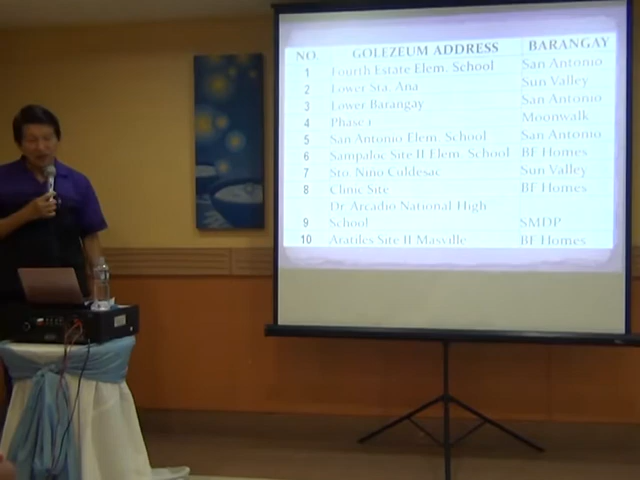 NO. GOLEZEUM ADDRESS BARANGAY
1 Fourth Estate Elem. School San Antonio
2 Lower Sta. Ana Sun Valley
3 Lower Barangay San Antonio
4 Phase 1 Moonwalk
5 San Antonio Elem. School San Antonio
6 Sampaloc Site II Elem. School BF Homes
7 Sto. Nino Culdesac Sun Valley
8 Clinic Site BF Homes
Dr Arcadio National High
9 School SMDP
10 Aratiles Site II Masville BF Homes